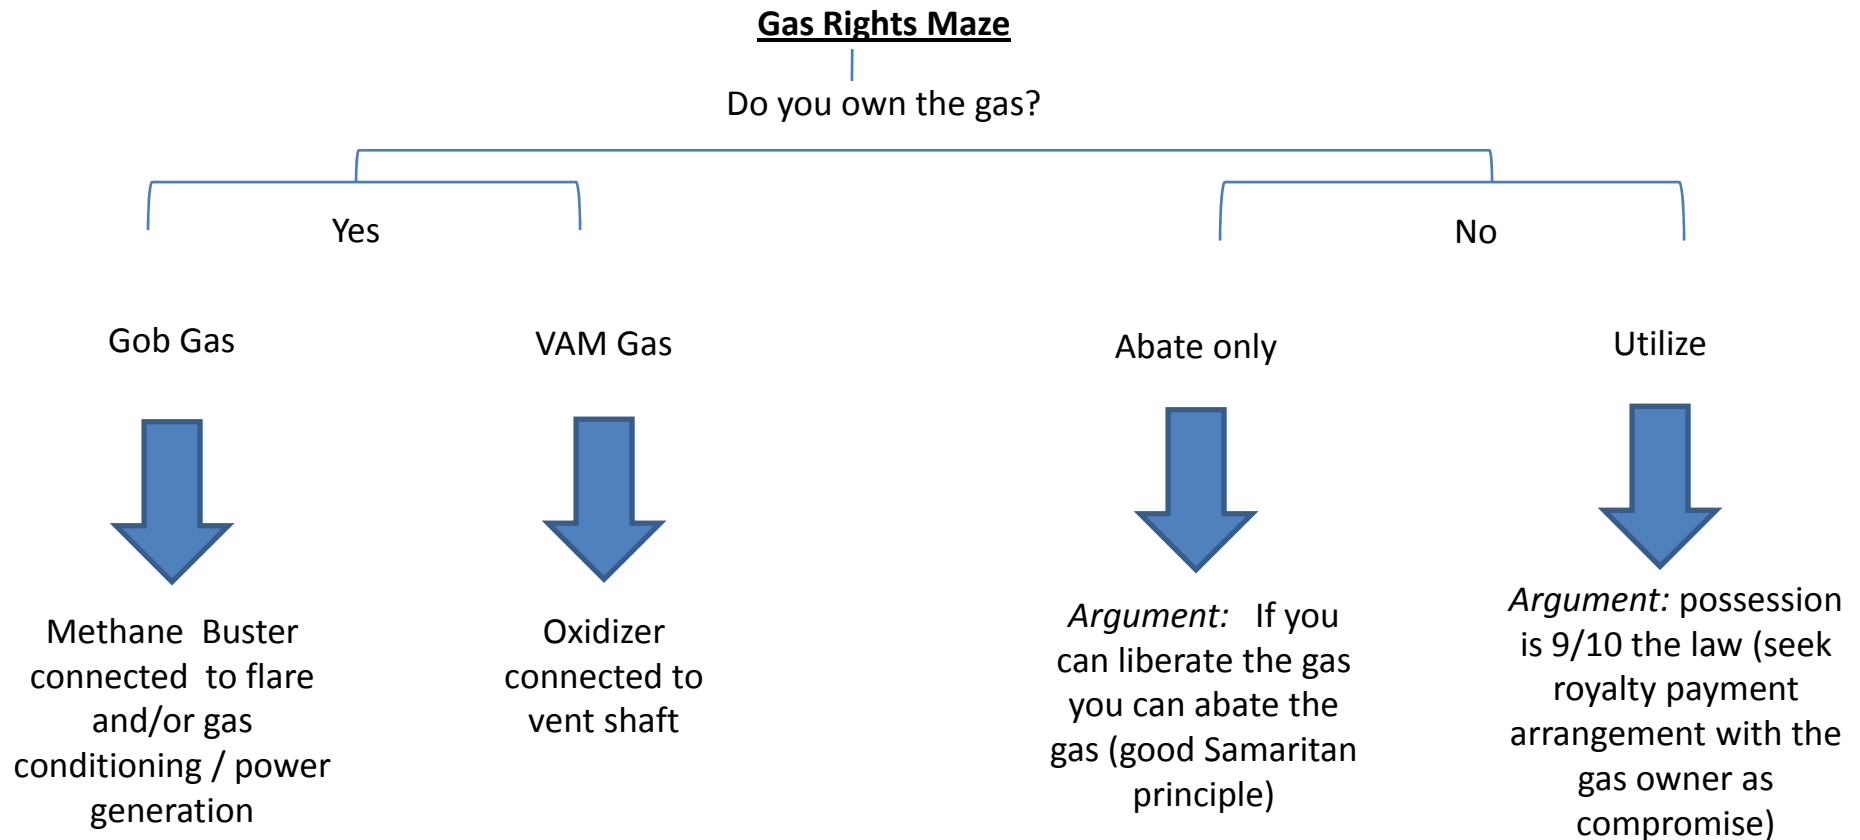 Gas Rights Maze
Do you own the gas?
Yes
No
Gob Gas
VAM Gas
Abate only
Utilize
Methane Buster
connected to flare
and/or gas
conditioning / power
generation
Oxidizer
connected to
vent shaft
Argument: If you
can liberate the gas
you can abate the
gas (good Samaritan
principle)
Argument: possession
is 9/10 the law (seek
royalty payment
arrangement with the
gas owner as
compromise)